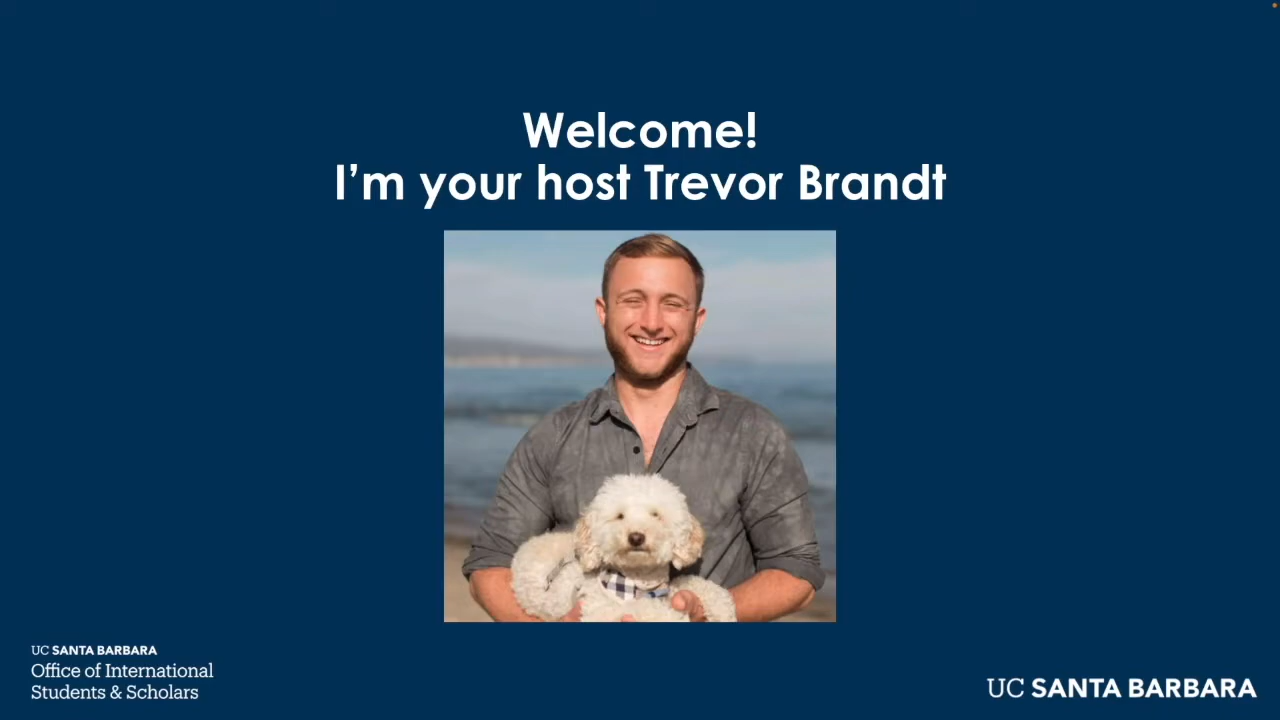 Welcome!
I’m your host Trevor Brandt
UC SANTA BARBARA
Office of International
Students & Scholars
UC SANTA BARBARA